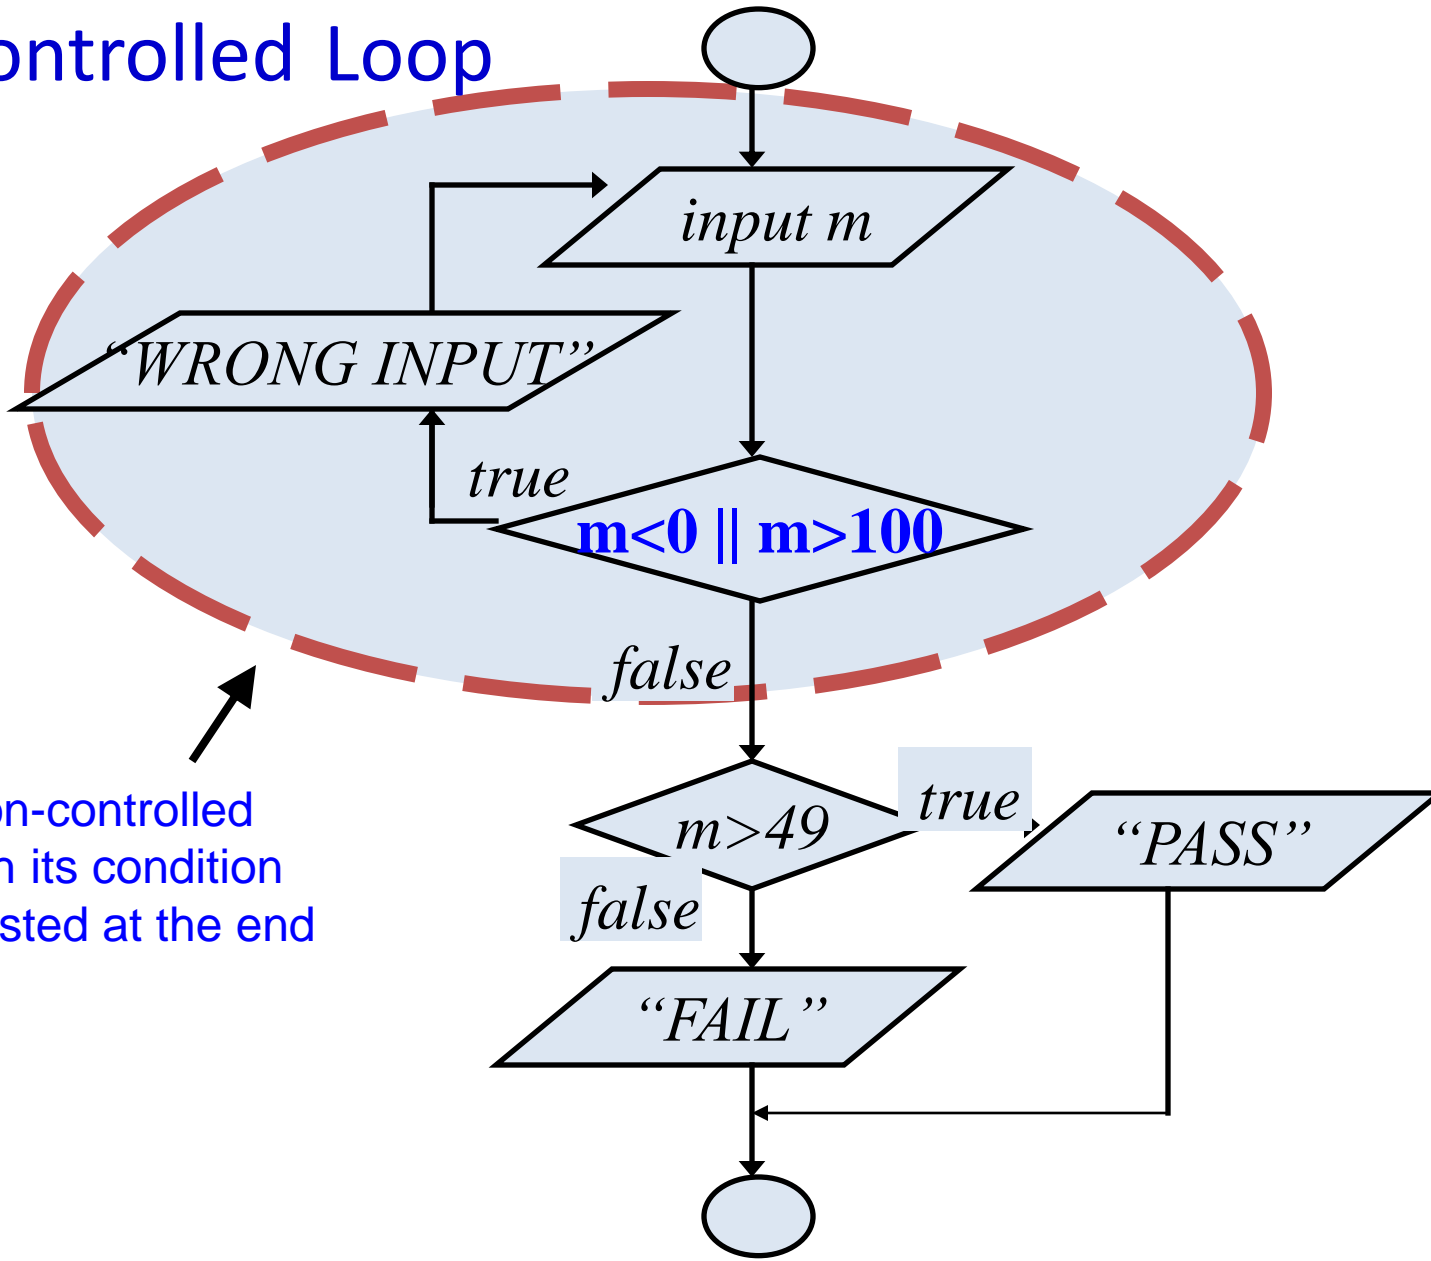 ontrolled Loop
input m
“WRONG INPUT”
true
m<0 || m>100
false
on-controlled
its condition
sted at the end
m>49
true
“PASS”
false
“FAIL”